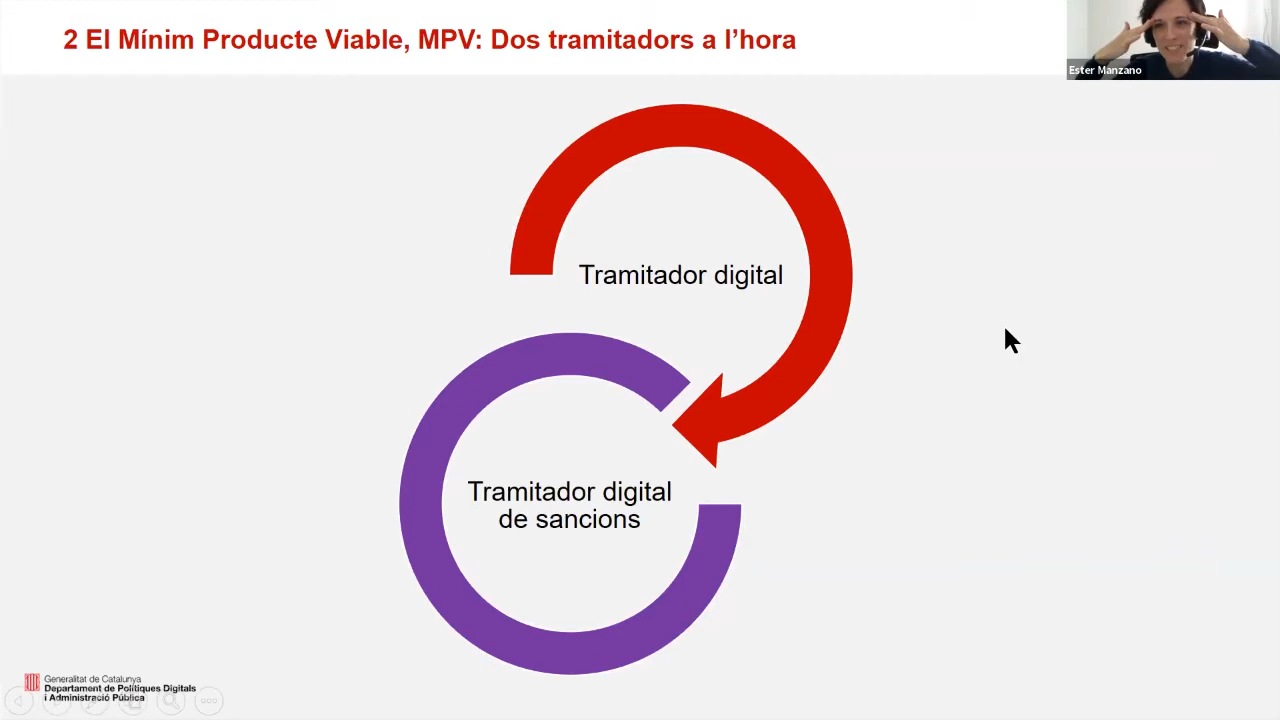 2 El Mínim Producte Viable, MPV: Dos tramitadors a l’hora
Ester Manzano
Tramitador digital
Tramitador digital
de sancions
Generalitat de Catalunya
Departament de Polítiques Digitals
i Administració Pública